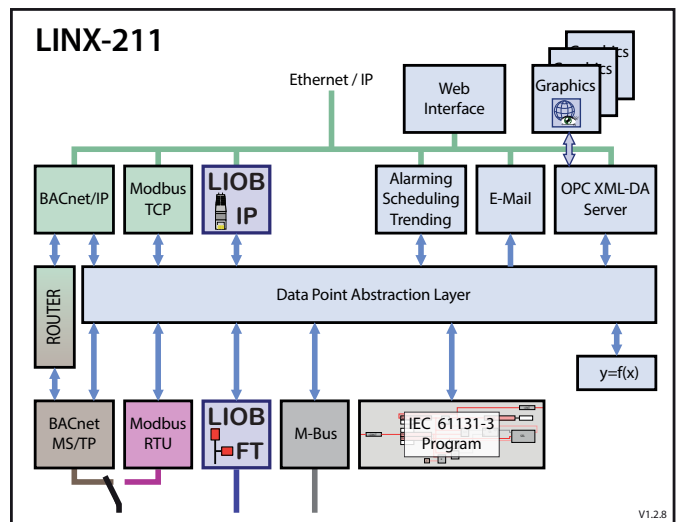 LINX-211
Ethernet / IP
Web
Interface
Graphics
Graphics
Graphics
BACnet/IP
Modbus
TCP
LIOB
IP
Alarming
Scheduling
Trending
E-Mail
OPC XML-DA
Server
ROUTER
Data Point Abstraction Layer
y=f(x)
BACnet
MS/TP
Modbus
RTU
LIOB
FT
M-Bus
IEC 61131-3
Program
V1.2.8